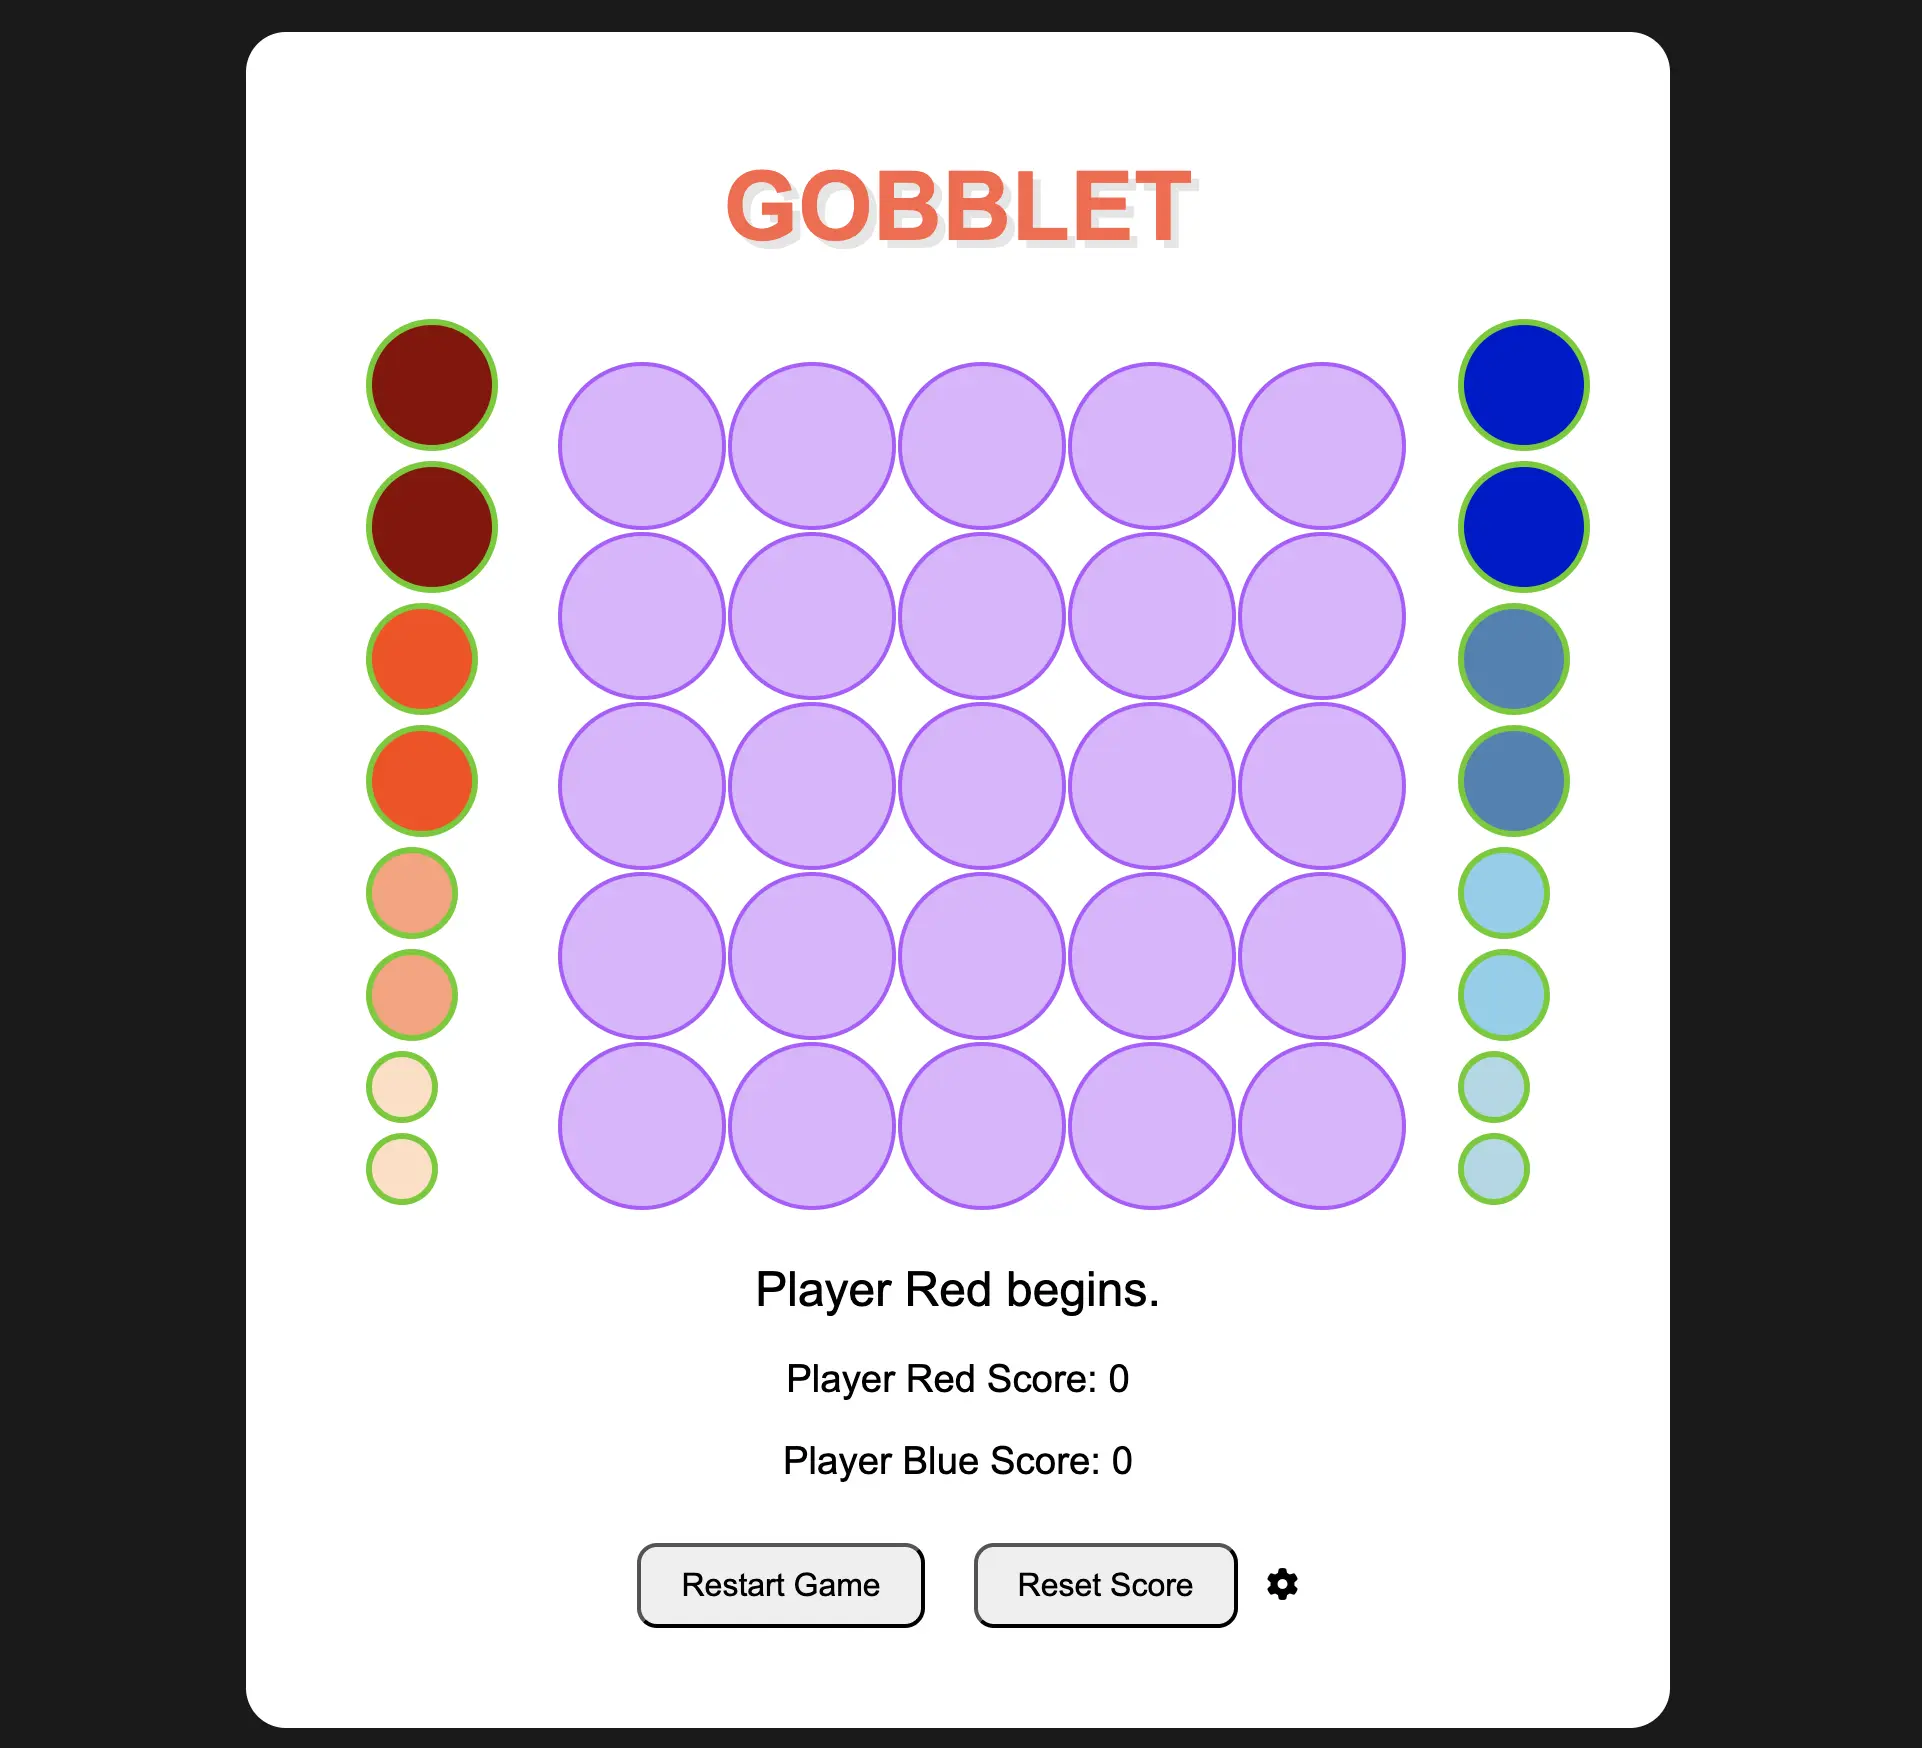 GOBBLET
Player Red begins.
Player Red Score: 0
Player Blue Score: 0
Restart Game
Reset Score